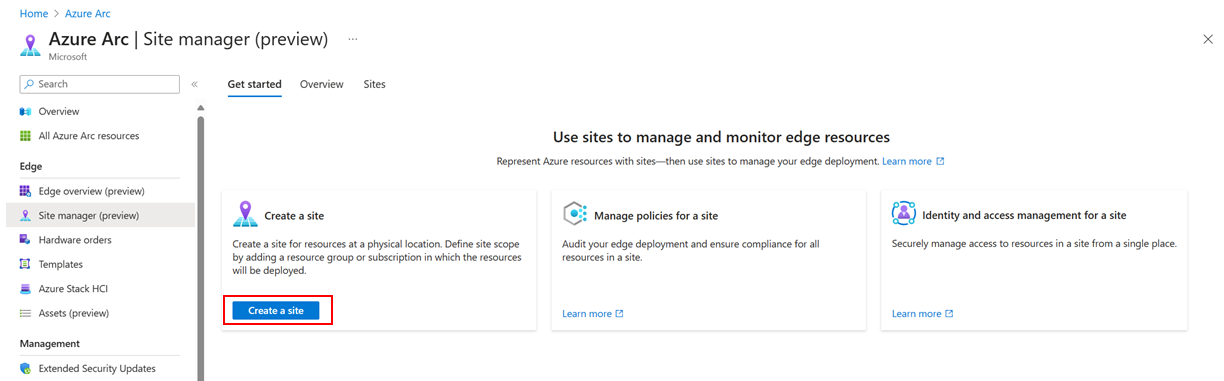 Home > Azure Arc
Azure Arc | Site manager (preview) ...
Microsoft
Search
«
Overview
All Azure Arc resources
Edge
Edge overview (preview)
Site manager (preview)
Hardware orders
Templates
Azure Stack HCI
Assets (preview)
Management
Extended Security Updates
Get started Overview Sites
Use sites to manage and monitor edge resources
Represent Azure resources with sites—then use sites to manage your edge deployment. Learn more
Create a site
Create a site for resources at a physical location. Define site scope
by adding a resource group or subscription in which the resources
will be deployed.
Create a site
Manage policies for a site
Audit your edge deployment and ensure compliance for all
resources in a site.
Learn more
Identity and access management for a site
Securely manage access to resources in a site from a single place.
Learn more